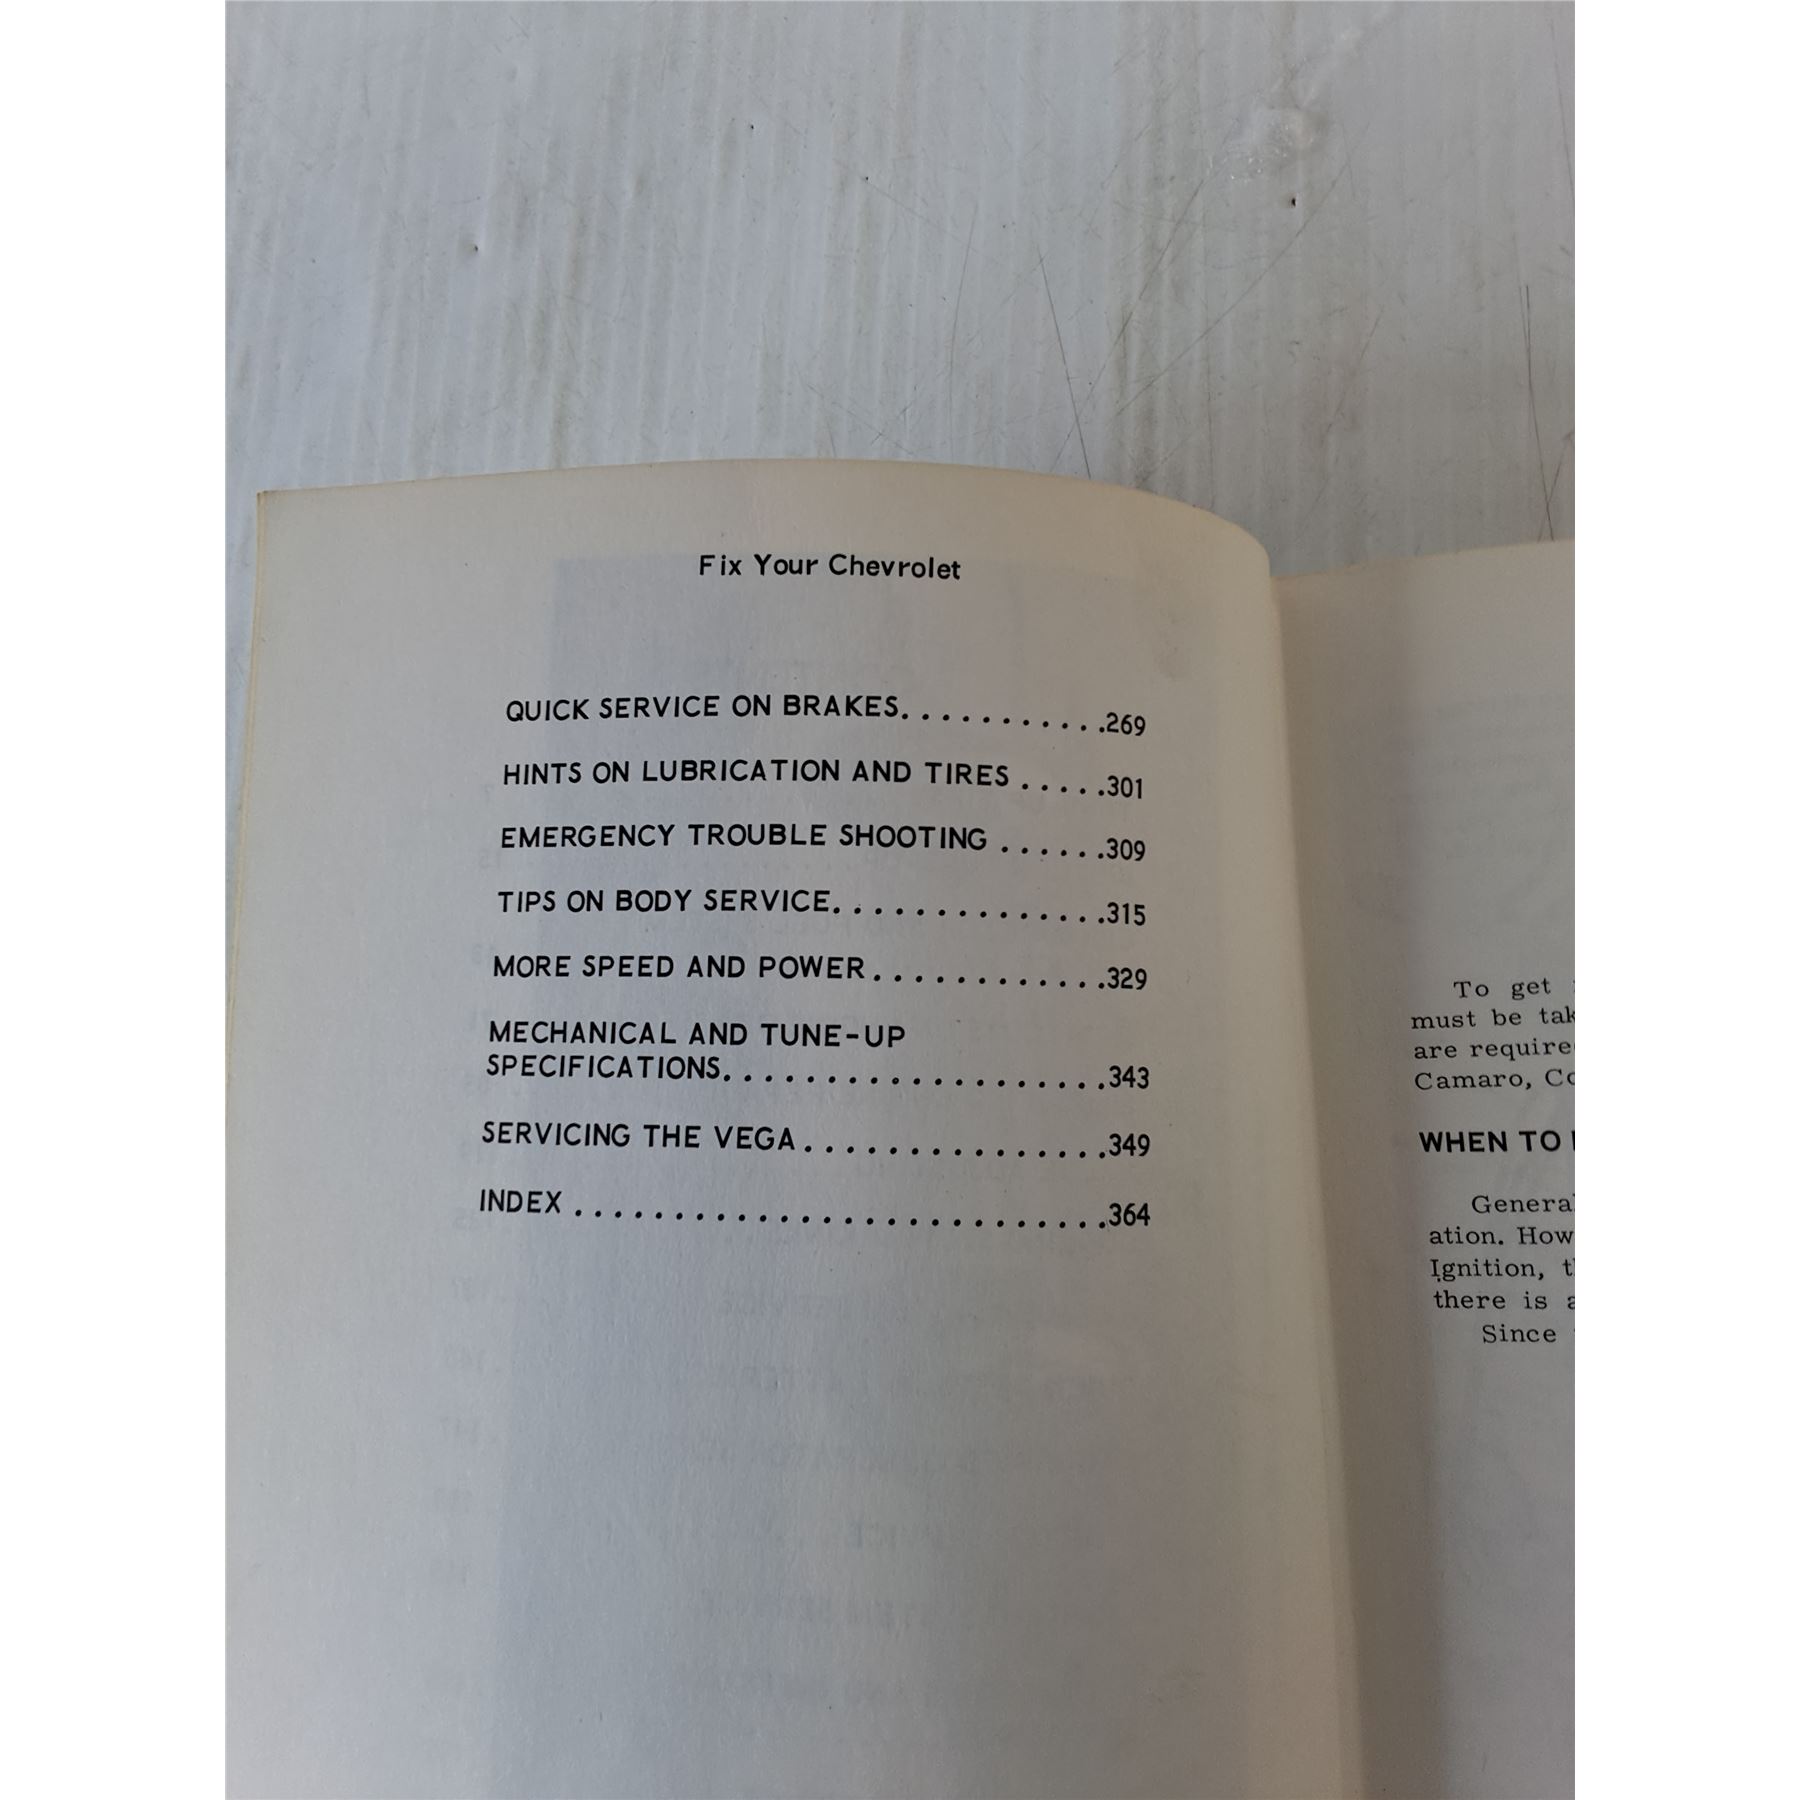 Fix Your Chevrolet
QUICK SERVICE ON BRAKES. . . . . . . . . . .269
HINTS ON LUBRICATION AND TIRES . . . . .301
EMERGENCY TROUBLE SHOOTING . . . . . .309
TIPS ON BODY SERVICE. . . . . . . . . . . . . .315
MORE SPEED AND POWER. . . . . . . . . . . .329
MECHANICAL AND TUNE-UP
SPECIFICATIONS. . . . . . . . . . . . . . . . . . .343
SERVICING THE VEGA . . . . . . . . . . . . . . .349
INDEX . . . . . . . . . . . . . . . . . . . . . . . . . .364
To get
must be
are
Camaro,
WHEN TO
ation.
Ignition,
there is
Since